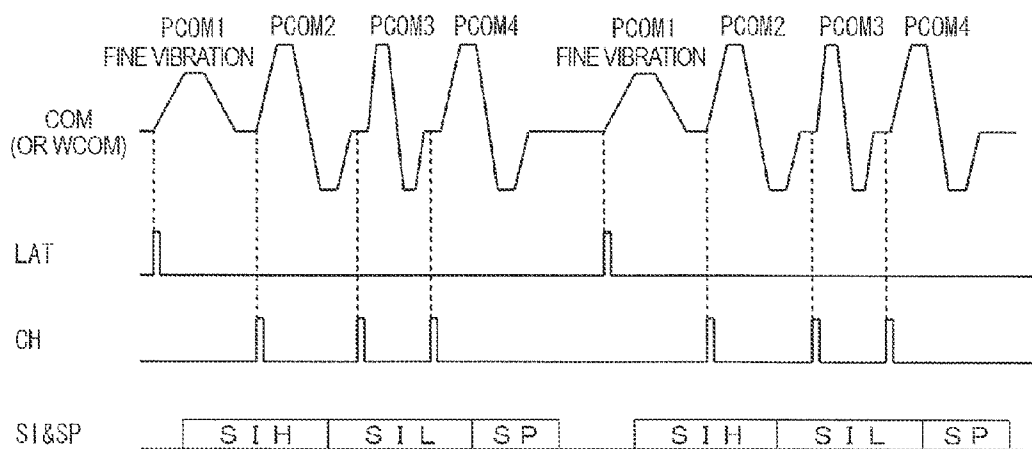 PCOM1 PCOM2 PCOM3 PCOM4 PCOM1 PCOM2 PCOM3 PCOM4
FINE VIBRATION FINE VIBRATION
COM
(OR WCOM)
LAT
CH
SI&SP SIH SIL SP SIH SIL SP